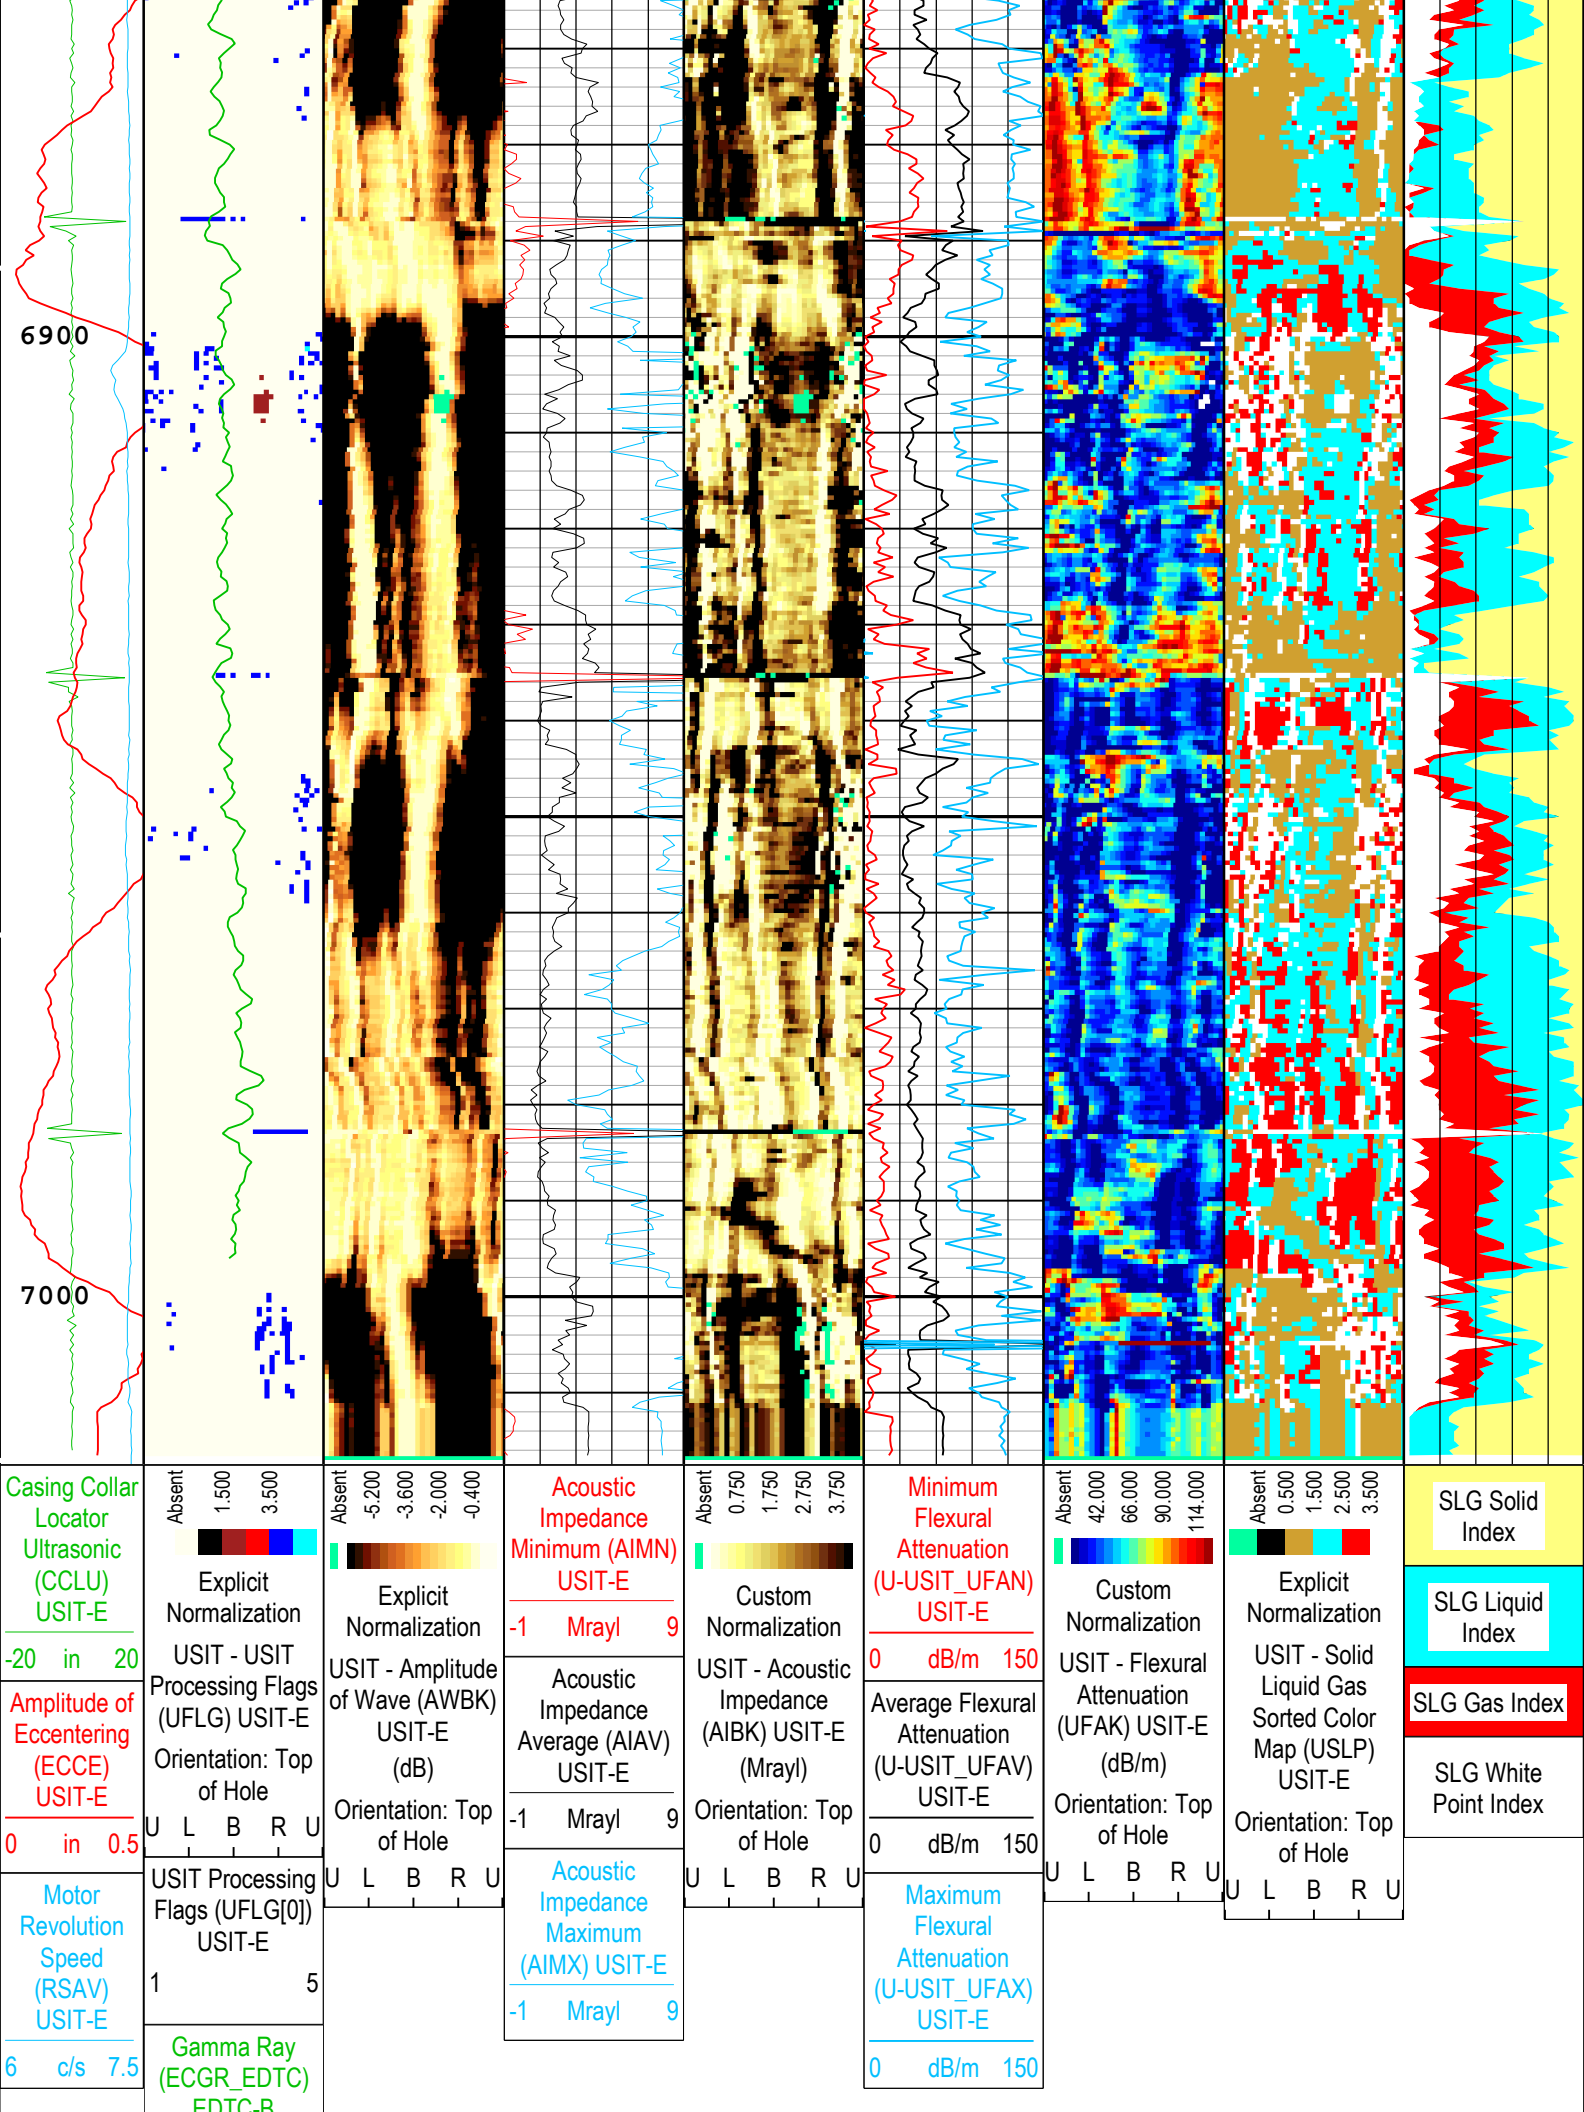 6900
7000
Casing Collar
Locator
Ultrasonic
(CCLU)
USIT-E
-20 in 20
Amplitude of
Eccentering
(ECCE)
USIT-E
0 in 0.5
Motor
Revolution
Speed
(RSAV)
USIT-E
6 c/s 7.5
Absent
1.500
3.500
Explicit
Normalization
USIT - USIT
Processing Flags
(UFLG) USIT-E
Orientation: Top
of Hole
U L B R U
USIT Processing
Flags (UFLG[0])
USIT-E
1 5
Gamma Ray
(ECGR_EDTC)
EDTC-B
Absent
-5.200
-3.600
-2.000
-0.400
Explicit
Normalization
USIT - Amplitude
of Wave (AWBK)
USIT-E
(dB)
Orientation: Top
of Hole
U L B R U
Acoustic
Impedance
Minimum (AIMN)
USIT-E
-1 Mrayl 9
Acoustic
Impedance
Average (AIAV)
USIT-E
-1 Mrayl 9
Acoustic
Impedance
Maximum
(AIMX) USIT-E
-1 Mrayl 9
Absent
0.750
1.750
2.750
3.750
Custom
Normalization
USIT - Acoustic
Impedance
(AIBK) USIT-E
(Mrayl)
Orientation: Top
of Hole
U L B R U
Minimum
Flexural
Attenuation
(U-USIT_UFAN)
USIT-E
0 dB/m 150
Average Flexural
Attenuation
(U-USIT_UFAV)
USIT-E
0 dB/m 150
Maximum
Flexural
Attenuation
(U-USIT_UFAX)
USIT-E
0 dB/m 150
Absent
42.000
66.000
90.000
114.000
Custom
Normalization
USIT - Flexural
Attenuation
(UFAK) USIT-E
(dB/m)
Orientation: Top
of Hole
U L B R U
Absent
0.500
1.500
2.500
3.500
Explicit
Normalization
USIT - Solid
Liquid Gas
Sorted Color
Map (USLP)
USIT-E
Orientation: Top
of Hole
U L B R U
SLG Solid
Index
SLG Liquid
Index
SLG Gas Index
SLG White
Point Index